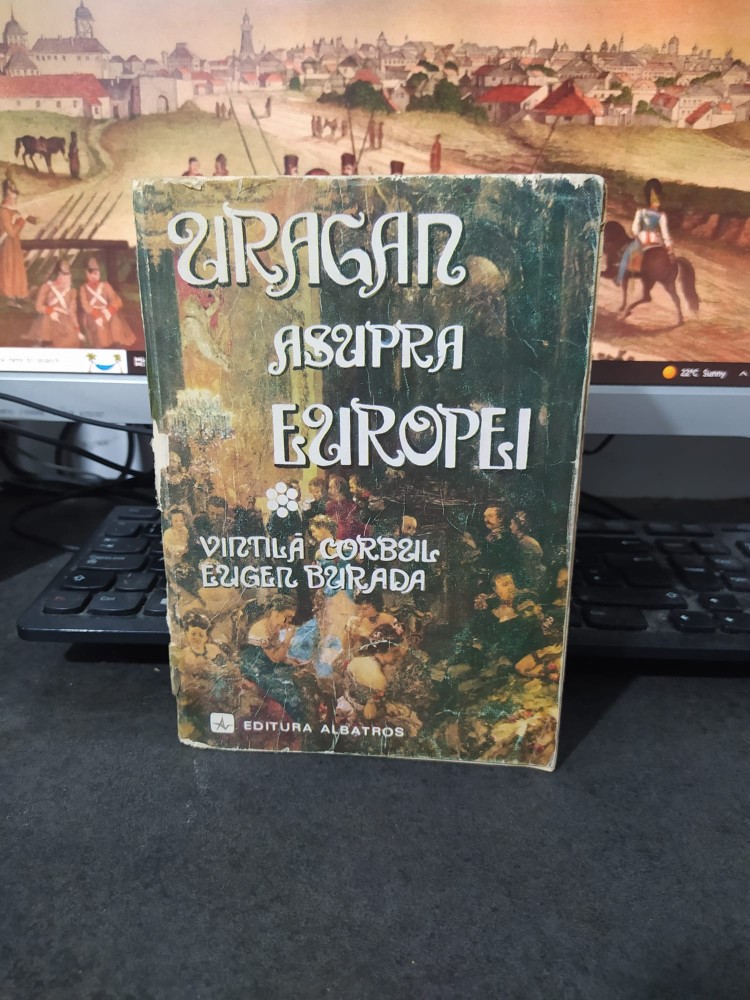 URAGAN
ASUPRA
EUROPEI
VINTILĂ CORBUL
EUGEN BURADA
EDITURA ALBATROS
22°C Sunny